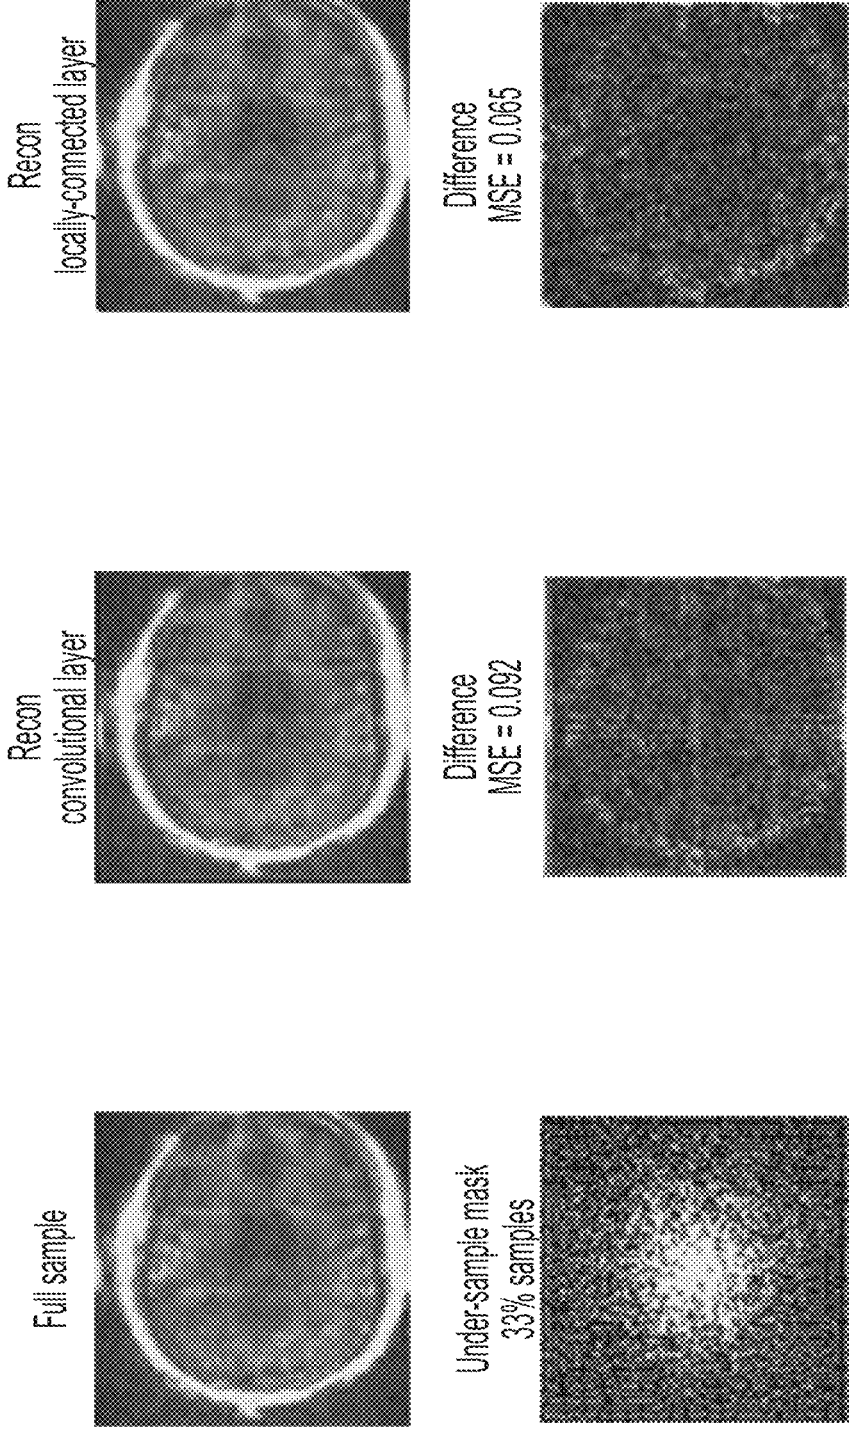 Full sample
Recon
convolutional layer
Recon
locally-connected layer
Under-sample mask
33% samples
Difference
MSE = 0.092
Difference
MSE = 0.065